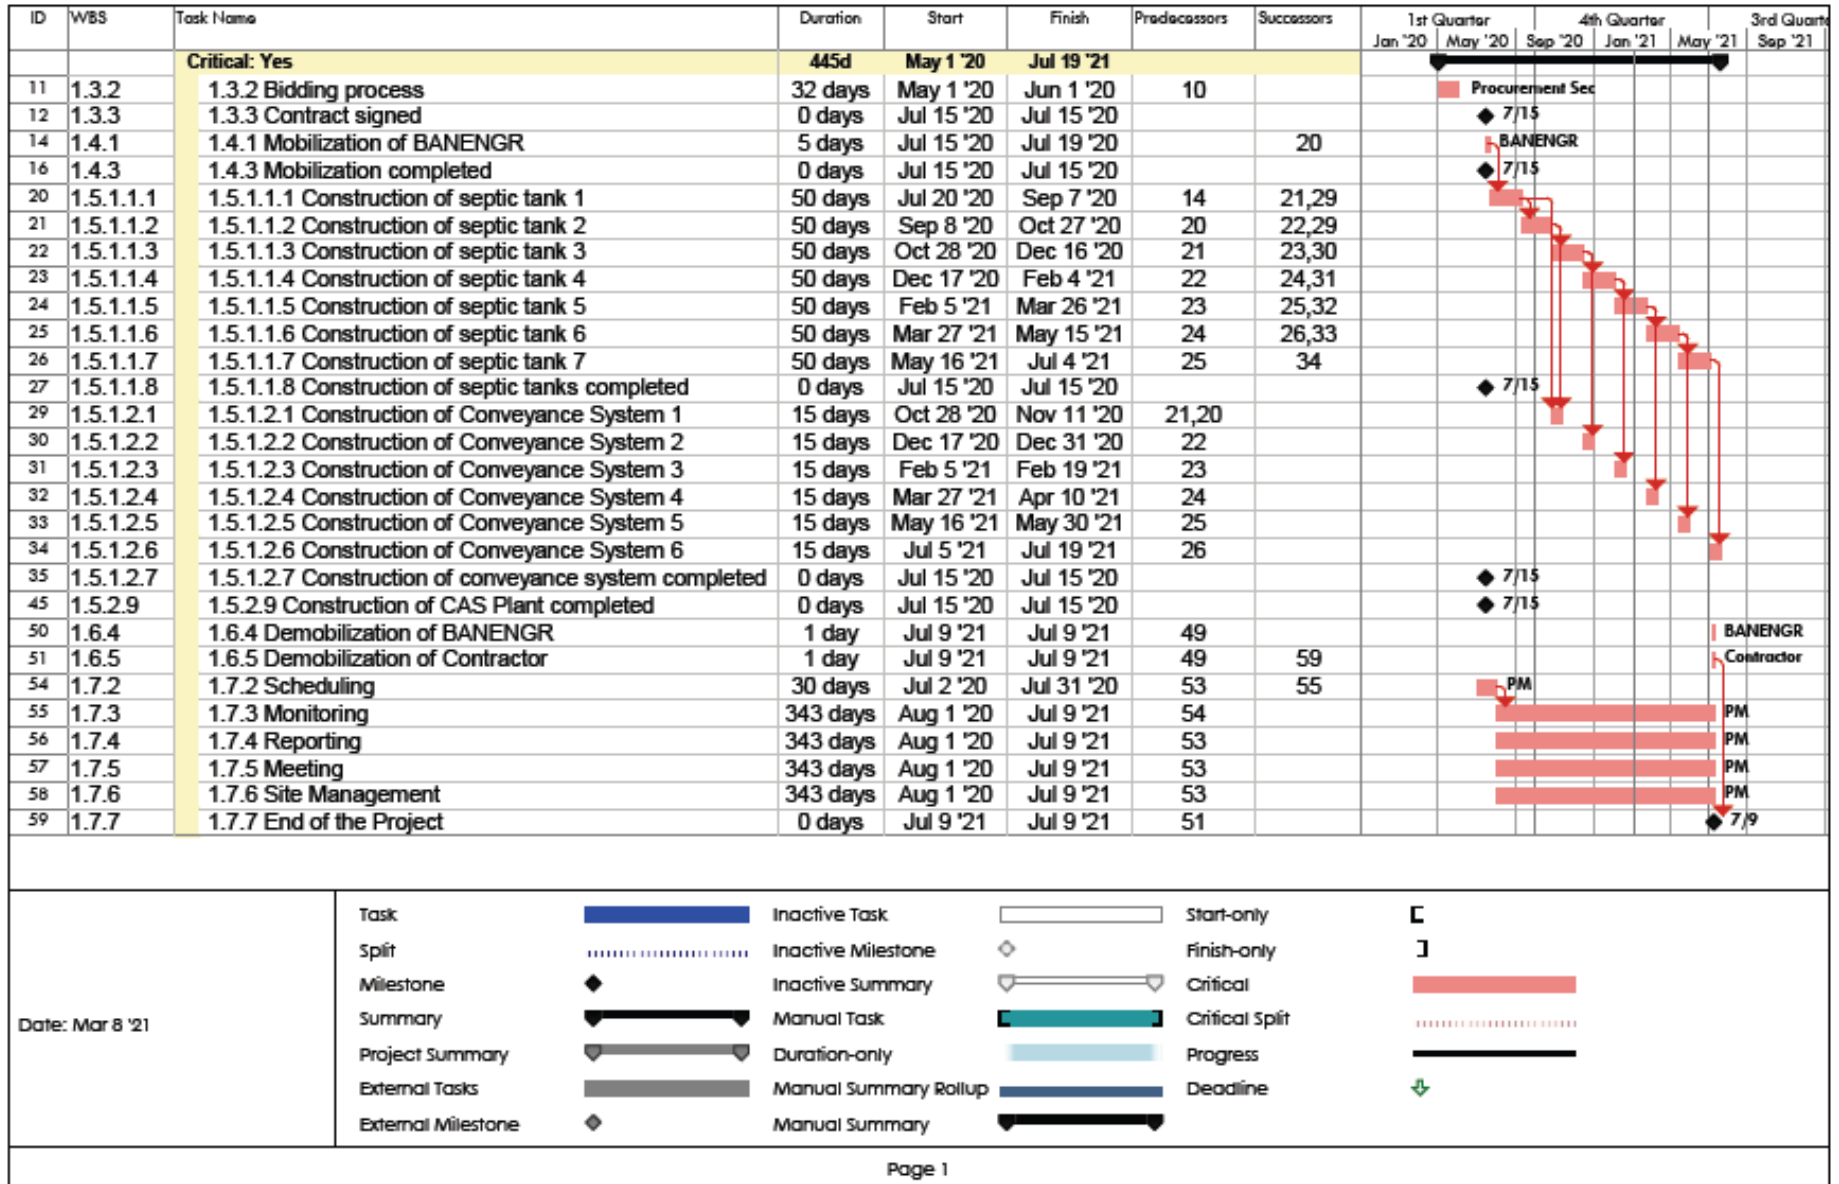 ID WBS Task Name Duration Start Finish Predecessors Successors 1st Quarter 4th Quarter 3rd Quarte
Jan '20 May '20 Sep '20 Jan '21 May '21 Sep '21
Critical: Yes 445d May 1 '20 Jul 19 '21
11 1.3.2 1.3.2 Bidding process 32 days May 1 '20 Jun 1 '20 10 Procurement Sec
12 1.3.3 1.3.3 Contract signed 0 days Jul 15 '20 Jul 15 '20 7/15
14 1.4.1 1.4.1 Mobilization of BANENGR 5 days Jul 15 '20 Jul 19 '20 20 BANENGR
16 1.4.3 1.4.3 Mobilization completed 0 days Jul 15 '20 Jul 15 '20 7/15
20 1.5.1.1.1 1.5.1.1.1 Construction of septic tank 1 50 days Jul 20 '20 Sep 7 '20 14 21,29
21 1.5.1.1.2 1.5.1.1.2 Construction of septic tank 2 50 days Sep 8 '20 Oct 27 '20 20 22,29
22 1.5.1.1.3 1.5.1.1.3 Construction of septic tank 3 50 days Oct 28 '20 Dec 16 '20 21 23,30
23 1.5.1.1.4 1.5.1.1.4 Construction of septic tank 4 50 days Dec 17 '20 Feb 4 '21 22 24,31
24 1.5.1.1.5 1.5.1.1.5 Construction of septic tank 5 50 days Feb 5 '21 Mar 26 '21 23 25,32
25 1.5.1.1.6 1.5.1.1.6 Construction of septic tank 6 50 days Mar 27 '21 May 15 '21 24 26,33
26 1.5.1.1.7 1.5.1.1.7 Construction of septic tank 7 50 days May 16 '21 Jul 4 '21 25 34
27 1.5.1.1.8 1.5.1.1.8 Construction of septic tanks completed 0 days Jul 15 '20 Jul 15 '20 7/15
29 1.5.1.2.1 1.5.1.2.1 Construction of Conveyance System 1 15 days Oct 28 '20 Nov 11 '20 21,20
30 1.5.1.2.2 1.5.1.2.2 Construction of Conveyance System 2 15 days Dec 17 '20 Dec 31 '20 22
31 1.5.1.2.3 1.5.1.2.3 Construction of Conveyance System 3 15 days Feb 5 '21 Feb 19 '21 23
32 1.5.1.2.4 1.5.1.2.4 Construction of Conveyance System 4 15 days Mar 27 '21 Apr 10 '21 24
33 1.5.1.2.5 1.5.1.2.5 Construction of Conveyance System 5 15 days May 16 '21 May 30 '21 25
34 1.5.1.2.6 1.5.1.2.6 Construction of Conveyance System 6 15 days Jul 5 '21 Jul 19 '21 26
35 1.5.1.2.7 1.5.1.2.7 Construction of conveyance system completed 0 days Jul 15 '20 Jul 15 '20 7/15
45 1.5.2.9 1.5.2.9 Construction of CAS Plant completed 0 days Jul 15 '20 Jul 15 '20 7/15
50 1.6.4 1.6.4 Demobilization of BANENGR 1 day Jul 9 '21 Jul 9 '21 49 BANENGR
51 1.6.5 1.6.5 Demobilization of Contractor 1 day Jul 9 '21 Jul 9 '21 49 59 Contractor
54 1.7.2 1.7.2 Scheduling 30 days Jul 2 '20 Jul 31 '20 53 55 PM
55 1.7.3 1.7.3 Monitoring 343 days Aug 1 '20 Jul 9 '21 54 PM
56 1.7.4 1.7.4 Reporting 343 days Aug 1 '20 Jul 9 '21 53 PM
57 1.7.5 1.7.5 Meeting 343 days Aug 1 '20 Jul 9 '21 53 PM
58 1.7.6 1.7.6 Site Management 343 days Aug 1 '20 Jul 9 '21 53 PM
59 1.7.7 1.7.7 End of the Project 0 days Jul 9 '21 Jul 9 '21 51 7/9
Date: Mar 8 '21
Task Inactive Task Start-only
Split Inactive Milestone Finish-only
Milestone Inactive Summary Critical
Summary Manual Task Critical Split
Project Summary Duration-only Progress
External Tasks Manual Summary Rollup Deadline
External Milestone Manual Summary
Page 1